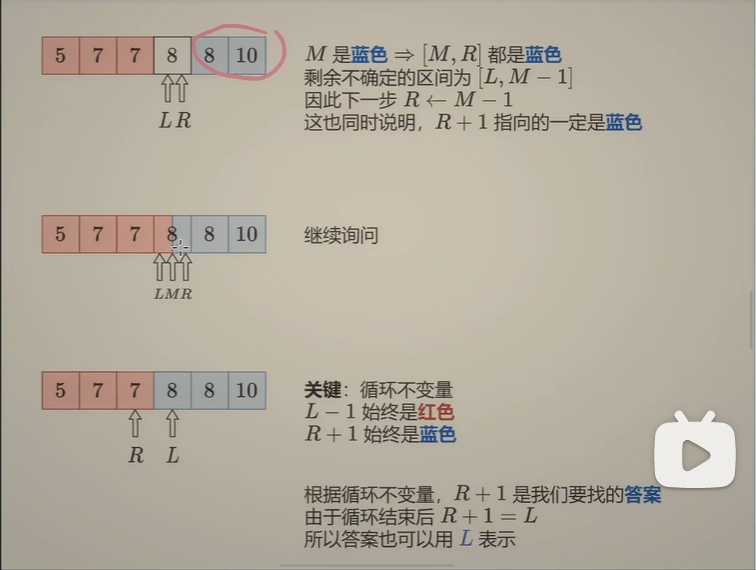 5 7 7 8 8 10
L R
M 是蓝色 ⇒ [M, R] 都是蓝色
剩余不确定的区间为 [L, M − 1]
因此下一步 R ← M − 1
这也同时说明，R + 1 指向的一定是蓝色
5 7 7 8 8 10
L M R
继续询问
5 7 7 8 8 10
R L
关键：循环不变量
L − 1 始终是红色
R + 1 始终是蓝色
根据循环不变量，R + 1 是我们要找的答案
由于循环结束后 R + 1 = L
所以答案也可以用 L 表示